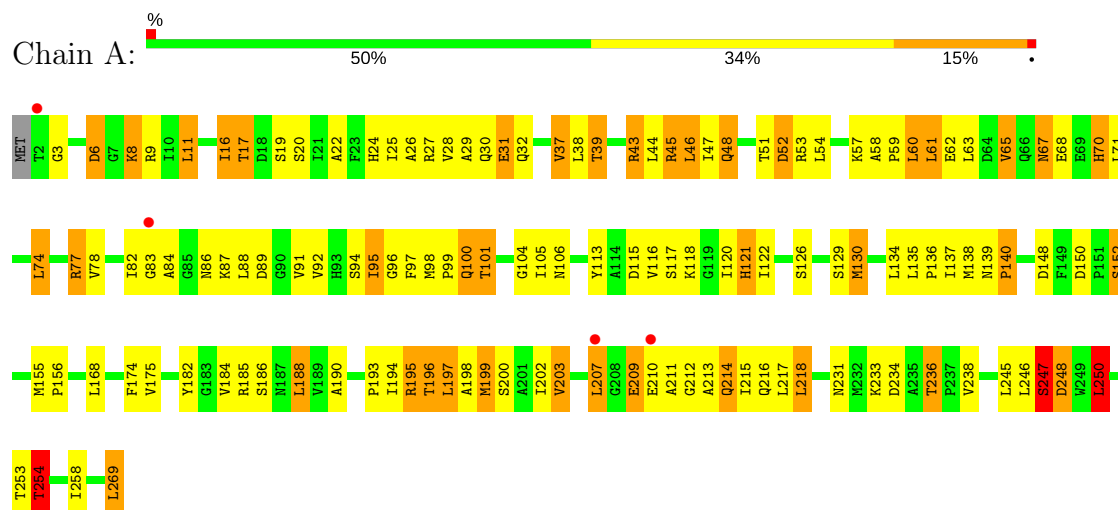 %
Chain A:
50% 34% 15% •
MET T2 G3 D6 G7 K8 R9 I10 L11 I16 T17 D18 S19 S20 I21 A22 F23 H24 I25 A26 R27 V28 A29 Q30 E31 Q32 V37 L38 T39 R43 L44 R45 L46 I47 Q48 T51 D52 R53 L54 K57 A58 P59 L60 L61 E62 L63 D64 V65 Q66 N67 E68 E69 H70 L71
L74 R77 V78 I82 G83 A84 G85 N86 K87 L88 D89 G90 V91 V92 H93 S94 I95 G96 F97 M98 P99 Q100 T101 G104 I105 N106 Y113 A114 D115 V116 S117 K118 G119 I120 H121 I122 S126 S129 M130 L134 L135 P136 I137 M138 N139 P140 D148 F149 D150 P151 S152
M155 P156 L168 F174 V175 Y182 G183 V184 R185 S186 N187 L188 V189 A190 P193 I194 R195 T196 L197 A198 M199 S200 A201 I202 V203 L207 G208 E209 E210 A211 G212 A213 Q214 I215 Q216 L217 L218 N231 M232 K233 D234 A235 T236 P237 V238 L245 L246 S247 D248 W249 L250
T253 T254 I258 L269